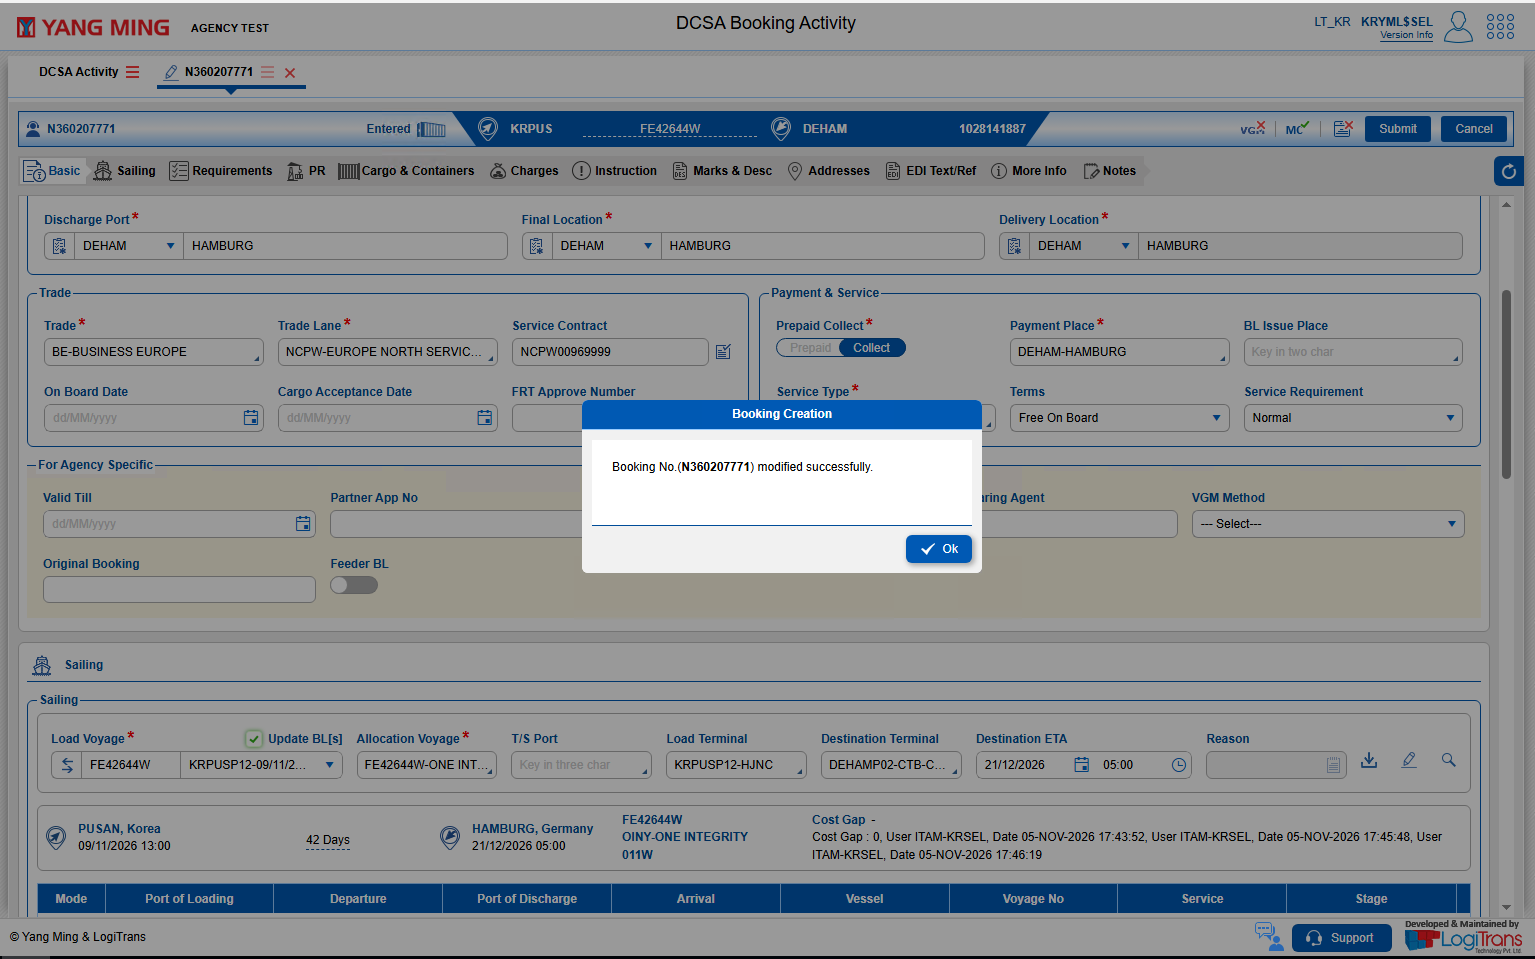 YANG MING
AGENCY TEST
DCSA Booking Activity
LT_KR KRYML$SEL
Version Info
DCSA Activity
N360207771
N360207771
Entered
KRPUS
FE42644W
DEHAM
1028141887
VGM
MC
Submit
Cancel
Basic
Sailing
Requirements
PR
Cargo & Containers
Charges
Instruction
Marks & Desc
Addresses
EDI Text/Ref
More Info
Notes
Discharge Port*
Final Location*
Delivery Location*
DEHAM HAMBURG
DEHAM HAMBURG
DEHAM HAMBURG
Trade
Trade*
Trade Lane*
Service Contract
BE-BUSINESS EUROPE
NCPW-EUROPE NORTH SERVIC...
NCPW00969999
On Board Date
Cargo Acceptance Date
FRT Approve Number
dd/MM/yyyy
dd/MM/yyyy
Payment & Service
Prepaid Collect*
Payment Place*
BL Issue Place
Prepaid Collect
DEHAM-HAMBURG
Key in two char
Service Type*
Terms
Service Requirement
Free On Board
Normal
Booking Creation
Booking No.(N360207771) modified successfully.
Ok
For Agency Specific
Valid Till
Partner App No
aring Agent
VGM Method
dd/MM/yyyy
--- Select---
Original Booking
Feeder BL
Sailing
Sailing
Load Voyage*
Update BL[s]
Allocation Voyage*
T/S Port
Load Terminal
Destination Terminal
Destination ETA
Reason
FE42644W
KRPUSP12-09/11/2...
FE42644W-ONE INT...
Key in three char
KRPUSP12-HJNC
DEHAMP02-CTB-C...
21/12/2026
05:00
PUSAN, Korea
09/11/2026 13:00
42 Days
HAMBURG, Germany
21/12/2026 05:00
FE42644W
OINY-ONE INTEGRITY
011W
Cost Gap -
Cost Gap : 0, User ITAM-KRSEL, Date 05-NOV-2026 17:43:52, User ITAM-KRSEL, Date 05-NOV-2026 17:45:48, User
ITAM-KRSEL, Date 05-NOV-2026 17:46:19
Mode
Port of Loading
Departure
Port of Discharge
Arrival
Vessel
Voyage No
Service
Stage
© Yang Ming & LogiTrans
Support
Developed & Maintained by
LogiTrans
Technology Pvt. Ltd.